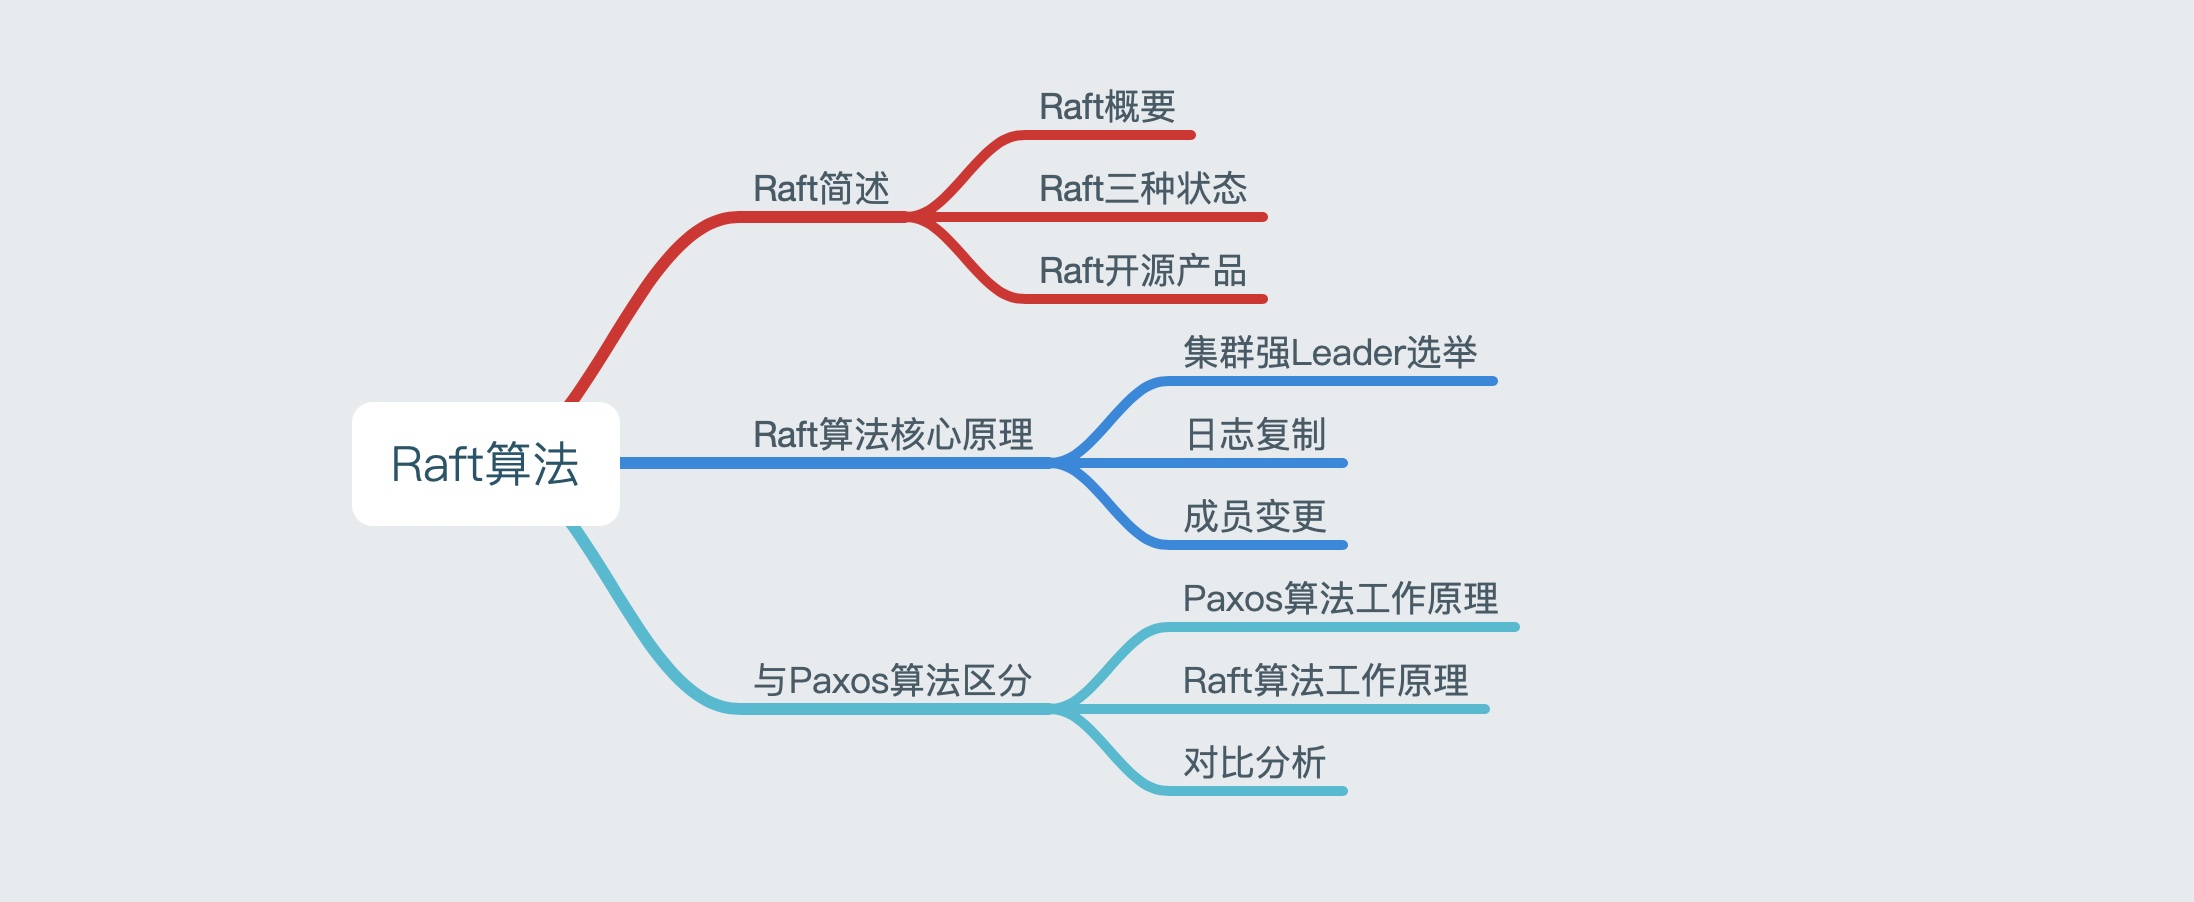 Raft算法
Raft简述
Raft概要
Raft三种状态
Raft开源产品
Raft算法核心原理
集群强Leader选举
日志复制
成员变更
与Paxos算法区分
Paxos算法工作原理
Raft算法工作原理
对比分析